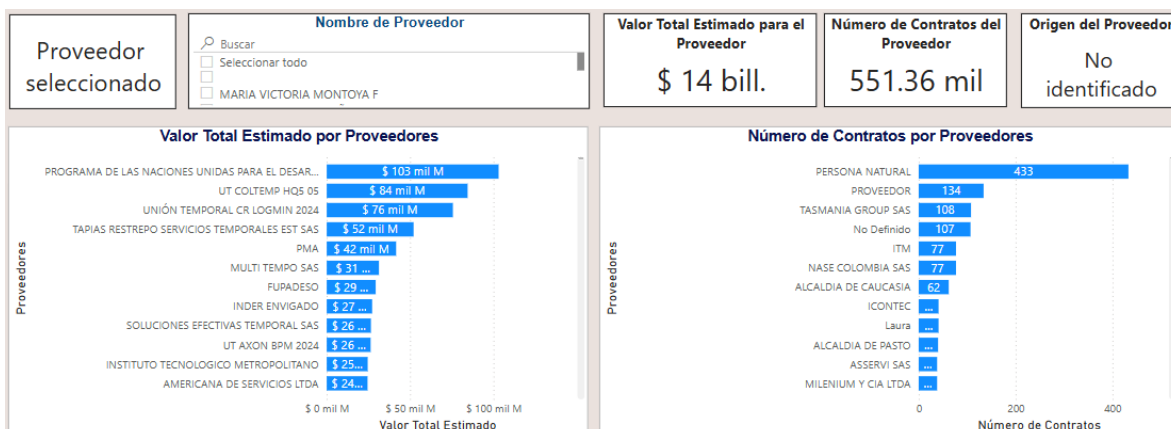 Proveedor
seleccionado
Nombre de Proveedor
Buscar
Seleccionar todo
MARIA VICTORIA MONTOYA F
Valor Total Estimado para el
Proveedor
$ 14 bill.
Número de Contratos del
Proveedor
551.36 mil
Origen del Proveedor
No
identificado
Valor Total Estimado por Proveedores
Proveedores
PROGRAMA DE LAS NACIONES UNIDAS PARA EL DESAR... $ 103 mil M
UT COLTEMP HQ5 05 $ 84 mil M
UNIÓN TEMPORAL CR LOGMIN 2024 $ 76 mil M
TAPIAS RESTREPO SERVICIOS TEMPORALES EST SAS $ 52 mil M
PMA $ 42 mil M
MULTI TEMPO SAS $ 31 ...
FUPADESO $ 29 ...
INDER ENVIGADO $ 27 ...
SOLUCIONES EFECTIVAS TEMPORAL SAS $ 26 ...
UT AXON BPM 2024 $ 26 ...
INSTITUTO TECNOLOGICO METROPOLITANO $ 25...
AMERICANA DE SERVICIOS LTDA $ 24...
$ 0 mil M $ 50 mil M $ 100 mil M
Valor Total Estimado
Número de Contratos por Proveedores
Proveedores
PERSONA NATURAL 433
PROVEEDOR 134
TASMANIA GROUP SAS 108
No Definido 107
ITM 77
NASE COLOMBIA SAS 77
ALCALDIA DE CAUCASIA 62
ICONTEC ...
Laura ...
ALCALDIA DE PASTO ...
ASSERVI SAS ...
MILENIUM Y CIA LTDA ...
0 200 400
Número de Contratos